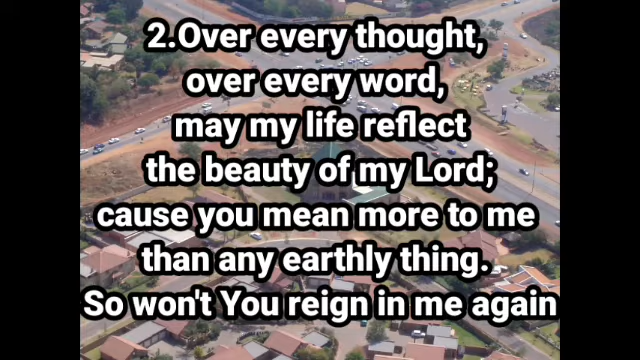 2.Over every thought,
over every word,
may my life reflect
the beauty of my Lord;
cause you mean more to me
than any earthly thing.
So won't You reign in me again